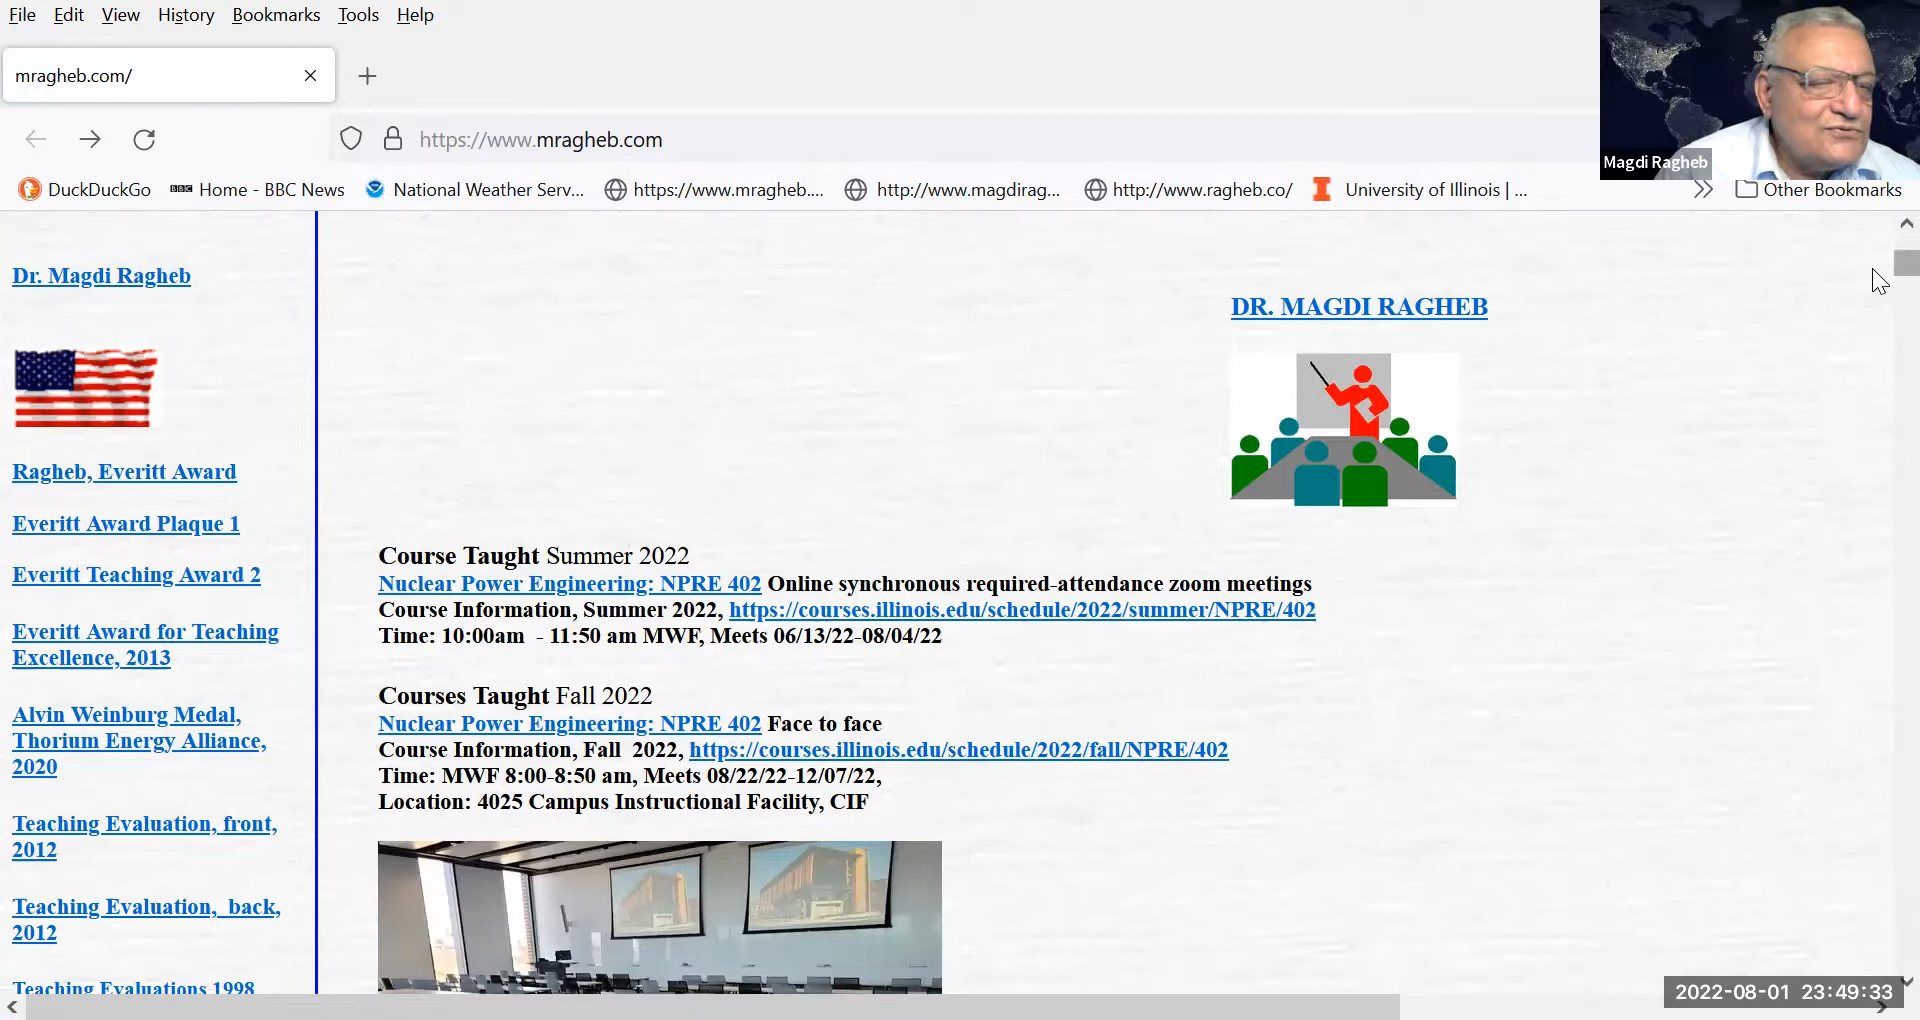 File Edit View History Bookmarks Tools Help
mragheb.com/
https://www.mragheb.com
Magdi Ragheb
DuckDuckGo BBC Home - BBC News National Weather Serv... https://www.mragheb.... http://www.magdirag... http://www.ragheb.co/ University of Illinois | ... Other Bookmarks
Dr. Magdi Ragheb
Ragheb, Everitt Award
Everitt Award Plaque 1
Everitt Teaching Award 2
Everitt Award for Teaching
Excellence, 2013
Alvin Weinburg Medal,
Thorium Energy Alliance,
2020
Teaching Evaluation, front,
2012
Teaching Evaluation, back,
2012
Teaching Evaluations 1998
DR. MAGDI RAGHEB
Course Taught Summer 2022
Nuclear Power Engineering: NPRE 402 Online synchronous required-attendance zoom meetings
Course Information, Summer 2022, https://courses.illinois.edu/schedule/2022/summer/NPRE/402
Time: 10:00am - 11:50 am MWF, Meets 06/13/22-08/04/22
Courses Taught Fall 2022
Nuclear Power Engineering: NPRE 402 Face to face
Course Information, Fall 2022, https://courses.illinois.edu/schedule/2022/fall/NPRE/402
Time: MWF 8:00-8:50 am, Meets 08/22/22-12/07/22,
Location: 4025 Campus Instructional Facility, CIF
2022-08-01 23:49:33